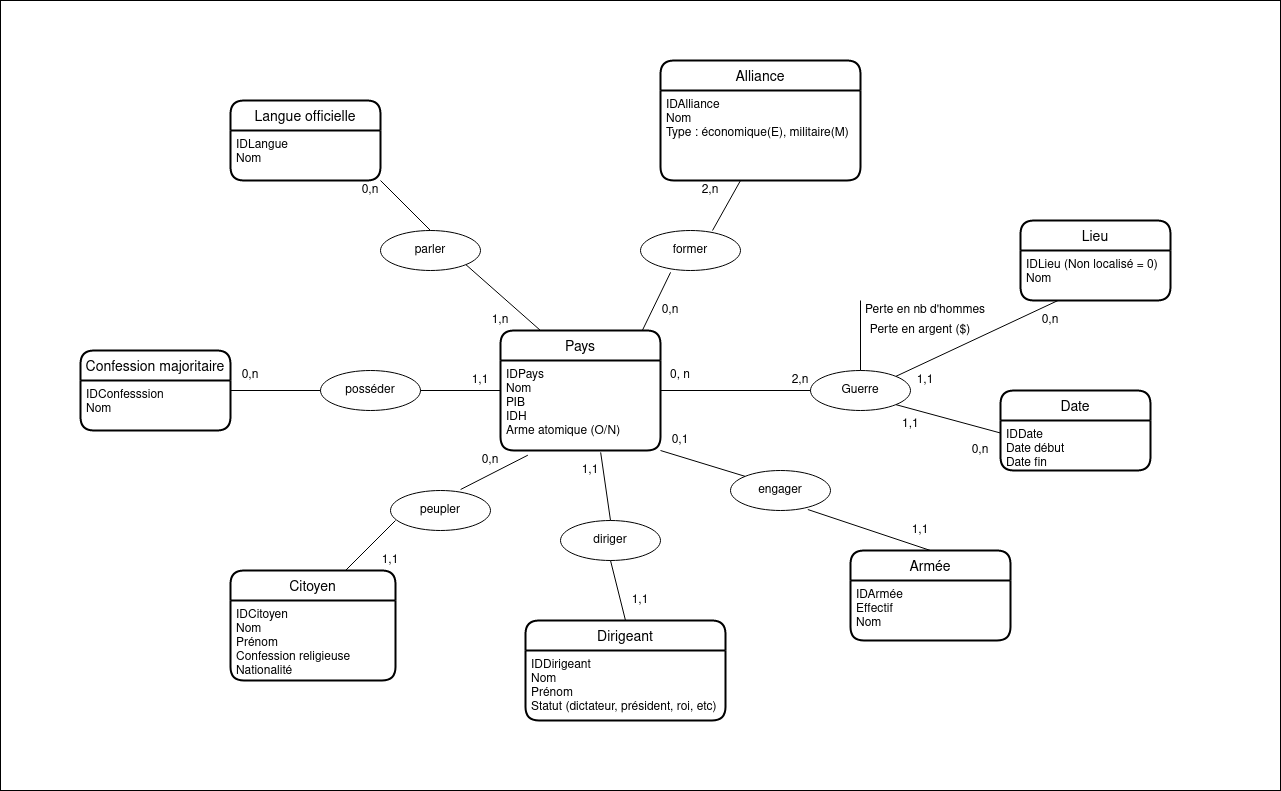 Alliance
IDAlliance
Nom
Type : économique(E), militaire(M)
Langue officielle
IDLangue
Nom
0,n
2,n
parler
former
Lieu
IDLieu (Non localisé = 0)
Nom
1,n
0,n
Perte en nb d'hommes
Perte en argent ($)
0,n
Confession majoritaire
IDConfesssion
Nom
0,n
posséder
1,1
Pays
IDPays
Nom
PIB
IDH
Arme atomique (O/N)
0, n
2,n
Guerre
1,1
1,1
Date
IDDate
Date début
Date fin
0,n
0,n
1,1
0,1
peupler
diriger
engager
1,1
1,1
1,1
Citoyen
IDCitoyen
Nom
Prénom
Confession religieuse
Nationalité
Dirigeant
IDDirigeant
Nom
Prénom
Statut (dictateur, président, roi, etc)
Armée
IDArmée
Effectif
Nom